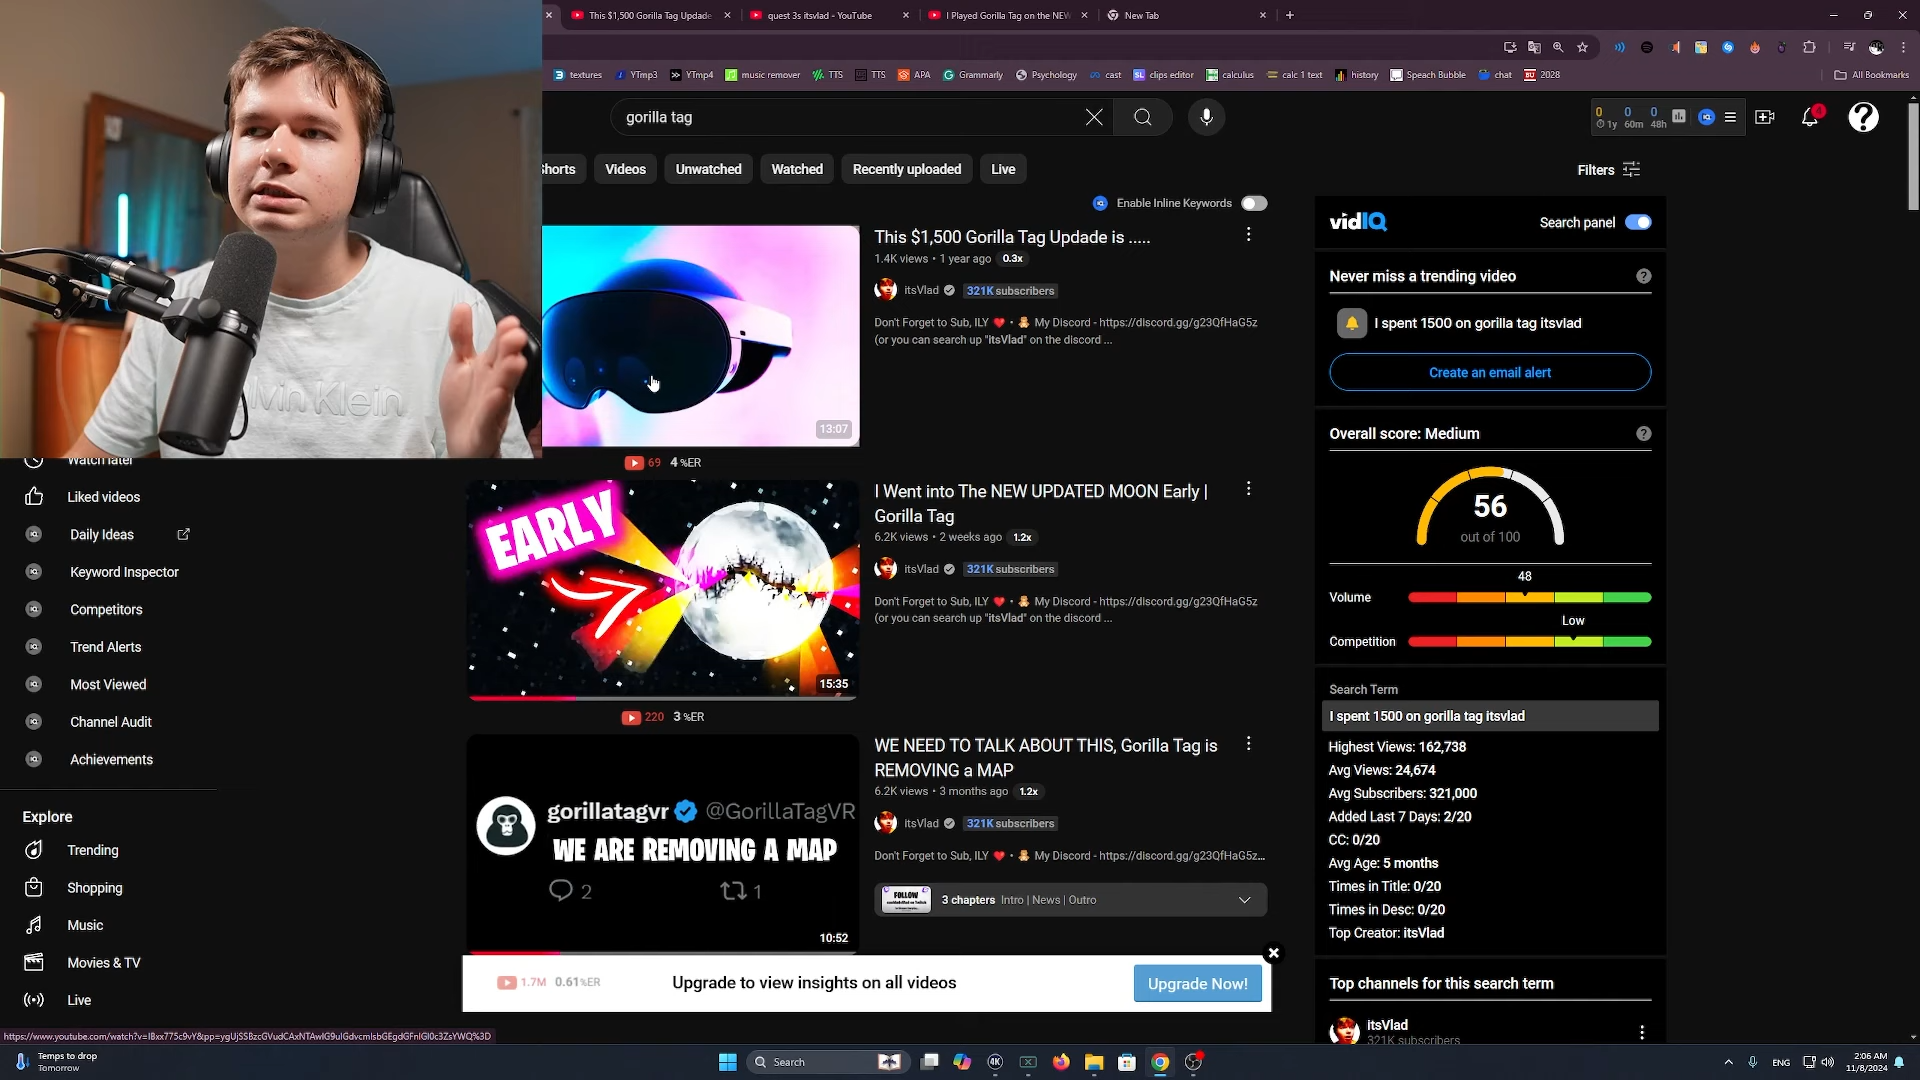 This $1,500 Gorilla Tag Updade
quest 3s itsvlad - YouTube
I Played Gorilla Tag on the NEW
New Tab
textures
YTmp3
YTmp4
music remover
TTS
TTS
APA
Grammarly
Psychology
cast
clips editor
calculus
calc 1 text
history
Speech Bubble
chat
2028
All Bookmarks
gorilla tag
0 0 0
1y 60m 48h
4
Shorts
Videos
Unwatched
Watched
Recently uploaded
Live
Filters
Enable Inline Keywords
This $1,500 Gorilla Tag Updade is .....
1.4K views • 1 year ago 0.3x
itsVlad 321K subscribers
Don't Forget to Sub, ILY ❤️ • 🧸 My Discord - https://discord.gg/g23QfHaG5z
(or you can search up "itsVlad" on the discord ...
13:07
69 4 %ER
EARLY
15:35
I Went into The NEW UPDATED MOON Early |
Gorilla Tag
6.2K views • 2 weeks ago 1.2x
itsVlad 321K subscribers
Don't Forget to Sub, ILY ❤️ • 🧸 My Discord - https://discord.gg/g23QfHaG5z
(or you can search up "itsVlad" on the discord ...
220 3 %ER
gorillatagvr @GorillaTagVR
WE ARE REMOVING A MAP
2 1
10:52
WE NEED TO TALK ABOUT THIS, Gorilla Tag is
REMOVING a MAP
6.2K views • 3 months ago 1.2x
itsVlad 321K subscribers
Don't Forget to Sub, ILY ❤️ • 🧸 My Discord - https://discord.gg/g23QfHaG5z...
FOLLOW
3 chapters Intro | News | Outro
1.7M 0.61%ER
Upgrade to view insights on all videos
Upgrade Now!
Calvin Klein
Watch later
Liked videos
Daily Ideas
Keyword Inspector
Competitors
Trend Alerts
Most Viewed
Channel Audit
Achievements
Explore
Trending
Shopping
Music
Movies & TV
Live
vidIQ
Search panel
Never miss a trending video
I spent 1500 on gorilla tag itsvlad
Create an email alert
Overall score: Medium
56
out of 100
48
Volume
Low
Competition
Search Term
I spent 1500 on gorilla tag itsvlad
Highest Views: 162,738
Avg Views: 24,674
Avg Subscribers: 321,000
Added Last 7 Days: 2/20
CC: 0/20
Avg Age: 5 months
Times in Title: 0/20
Times in Desc: 0/20
Top Creator: itsVlad
Top channels for this search term
itsVlad
321K subscribers
Temps to drop
Tomorrow
Search
4K
ENG
2:06 AM
11/8/2024